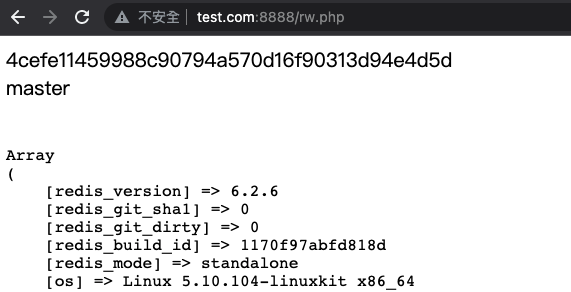 不安全 test.com:8888/rw.php
4cefe11459988c90794a570d16f90313d94e4d5d
master
Array
(
[redis_version] => 6.2.6
[redis_git_sha1] => 0
[redis_git_dirty] => 0
[redis_build_id] => 1170f97abfd818d
[redis_mode] => standalone
[os] => Linux 5.10.104-linuxkit x86_64